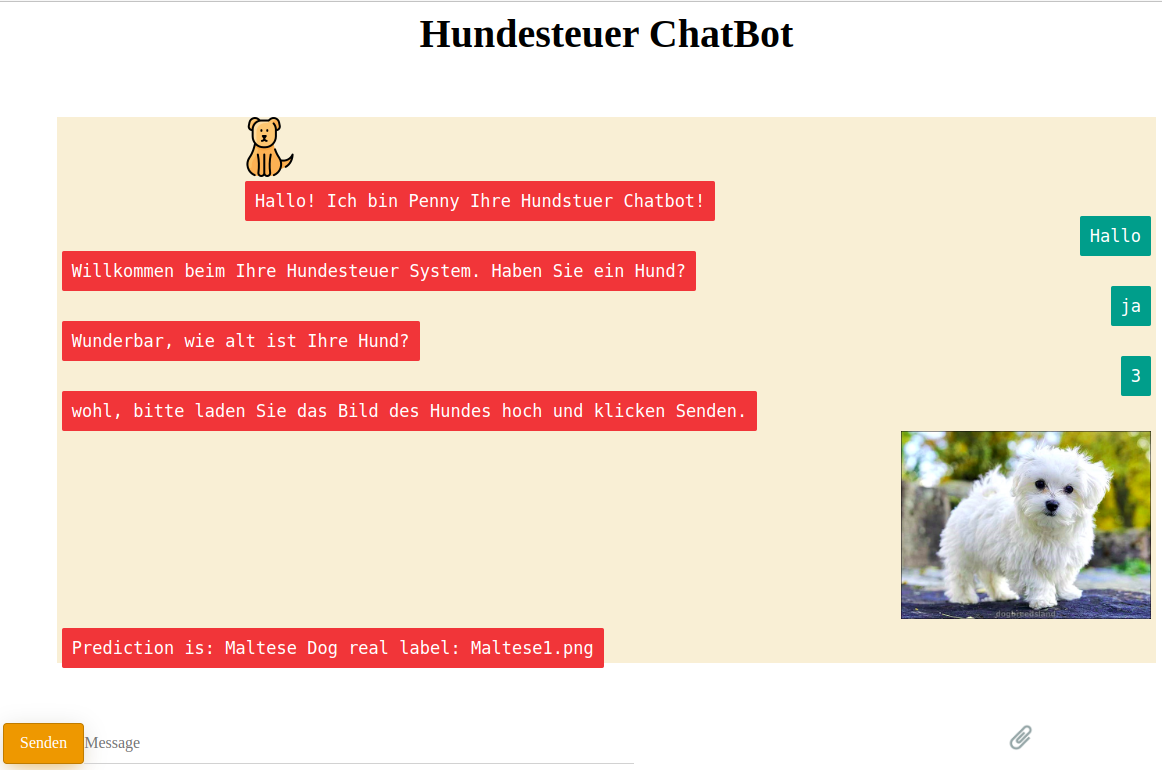 Hundesteuer ChatBot
Hallo! Ich bin Penny Ihre Hundstuer Chatbot!
Hallo
Willkommen beim Ihre Hundesteuer System. Haben Sie ein Hund?
ja
Wunderbar, wie alt ist Ihre Hund?
3
wohl, bitte laden Sie das Bild des Hundes hoch und klicken Senden.
dogbreedsland
Prediction is: Maltese Dog real label: Maltese1.png
Senden
Message